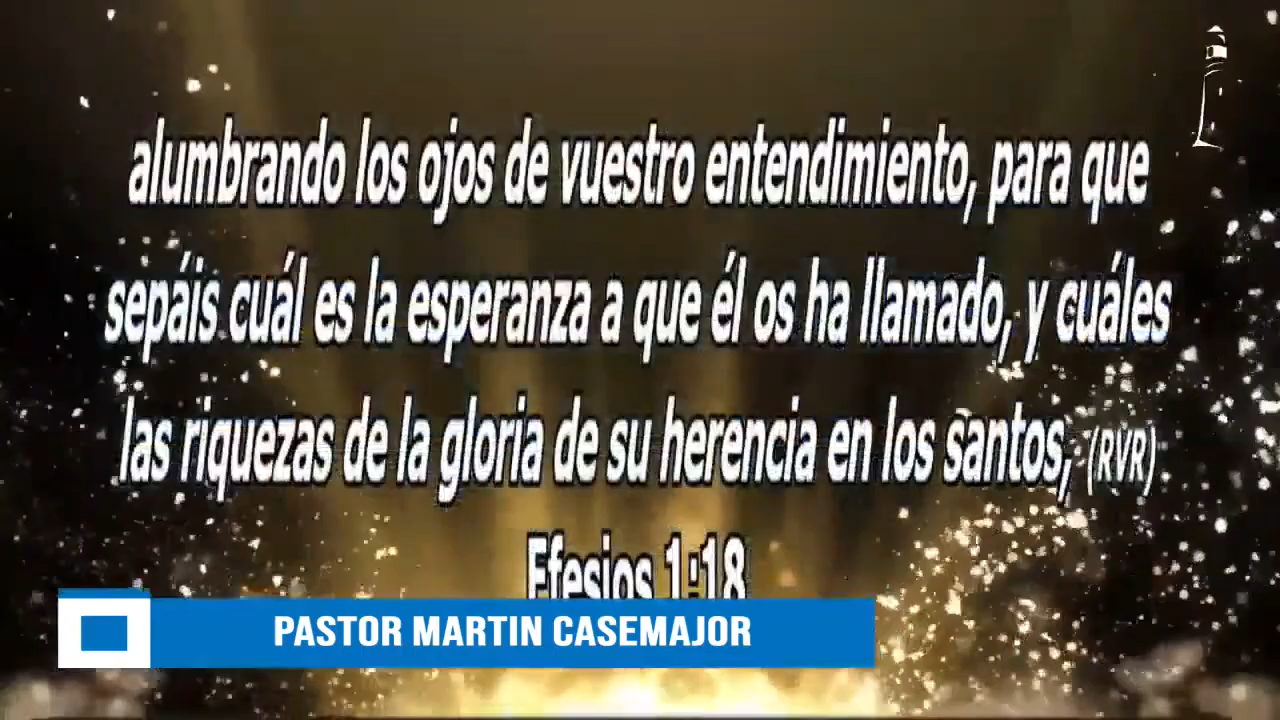 alumbrando los ojos de vuestro entendimiento, para que
sepáis cuál es la esperanza a que él os ha llamado, y cuáles
las riquezas de la gloria de su herencia en los santos, (RVR)
Efesios 1:18
PASTOR MARTIN CASEMAJOR